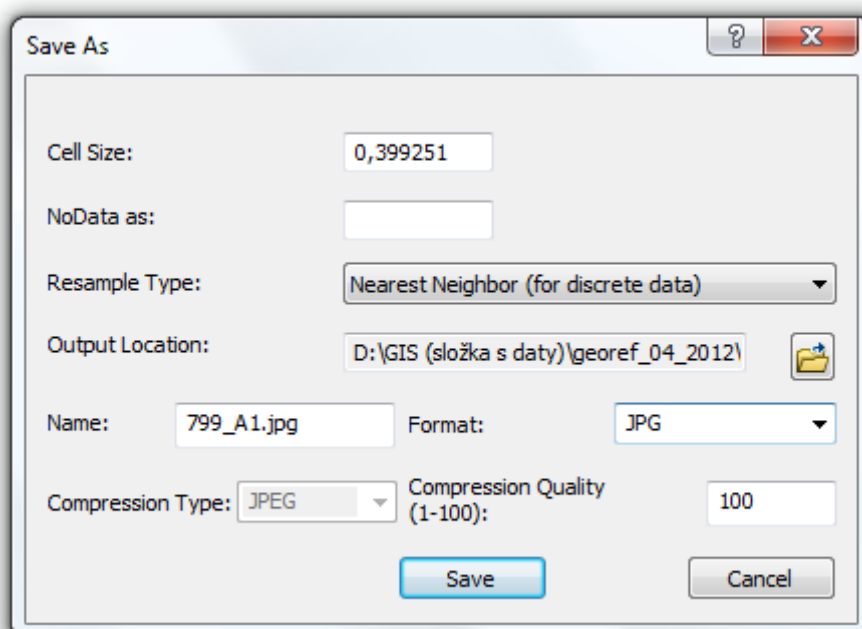 Save As
Cell Size: 0,399251
NoData as:
Resample Type: Nearest Neighbor (for discrete data)
Output Location: D:\GIS (složka s daty)\georef_04_2012\
Name: 799_A1.jpg Format: JPG
Compression Type: JPEG Compression Quality (1-100): 100
Save Cancel